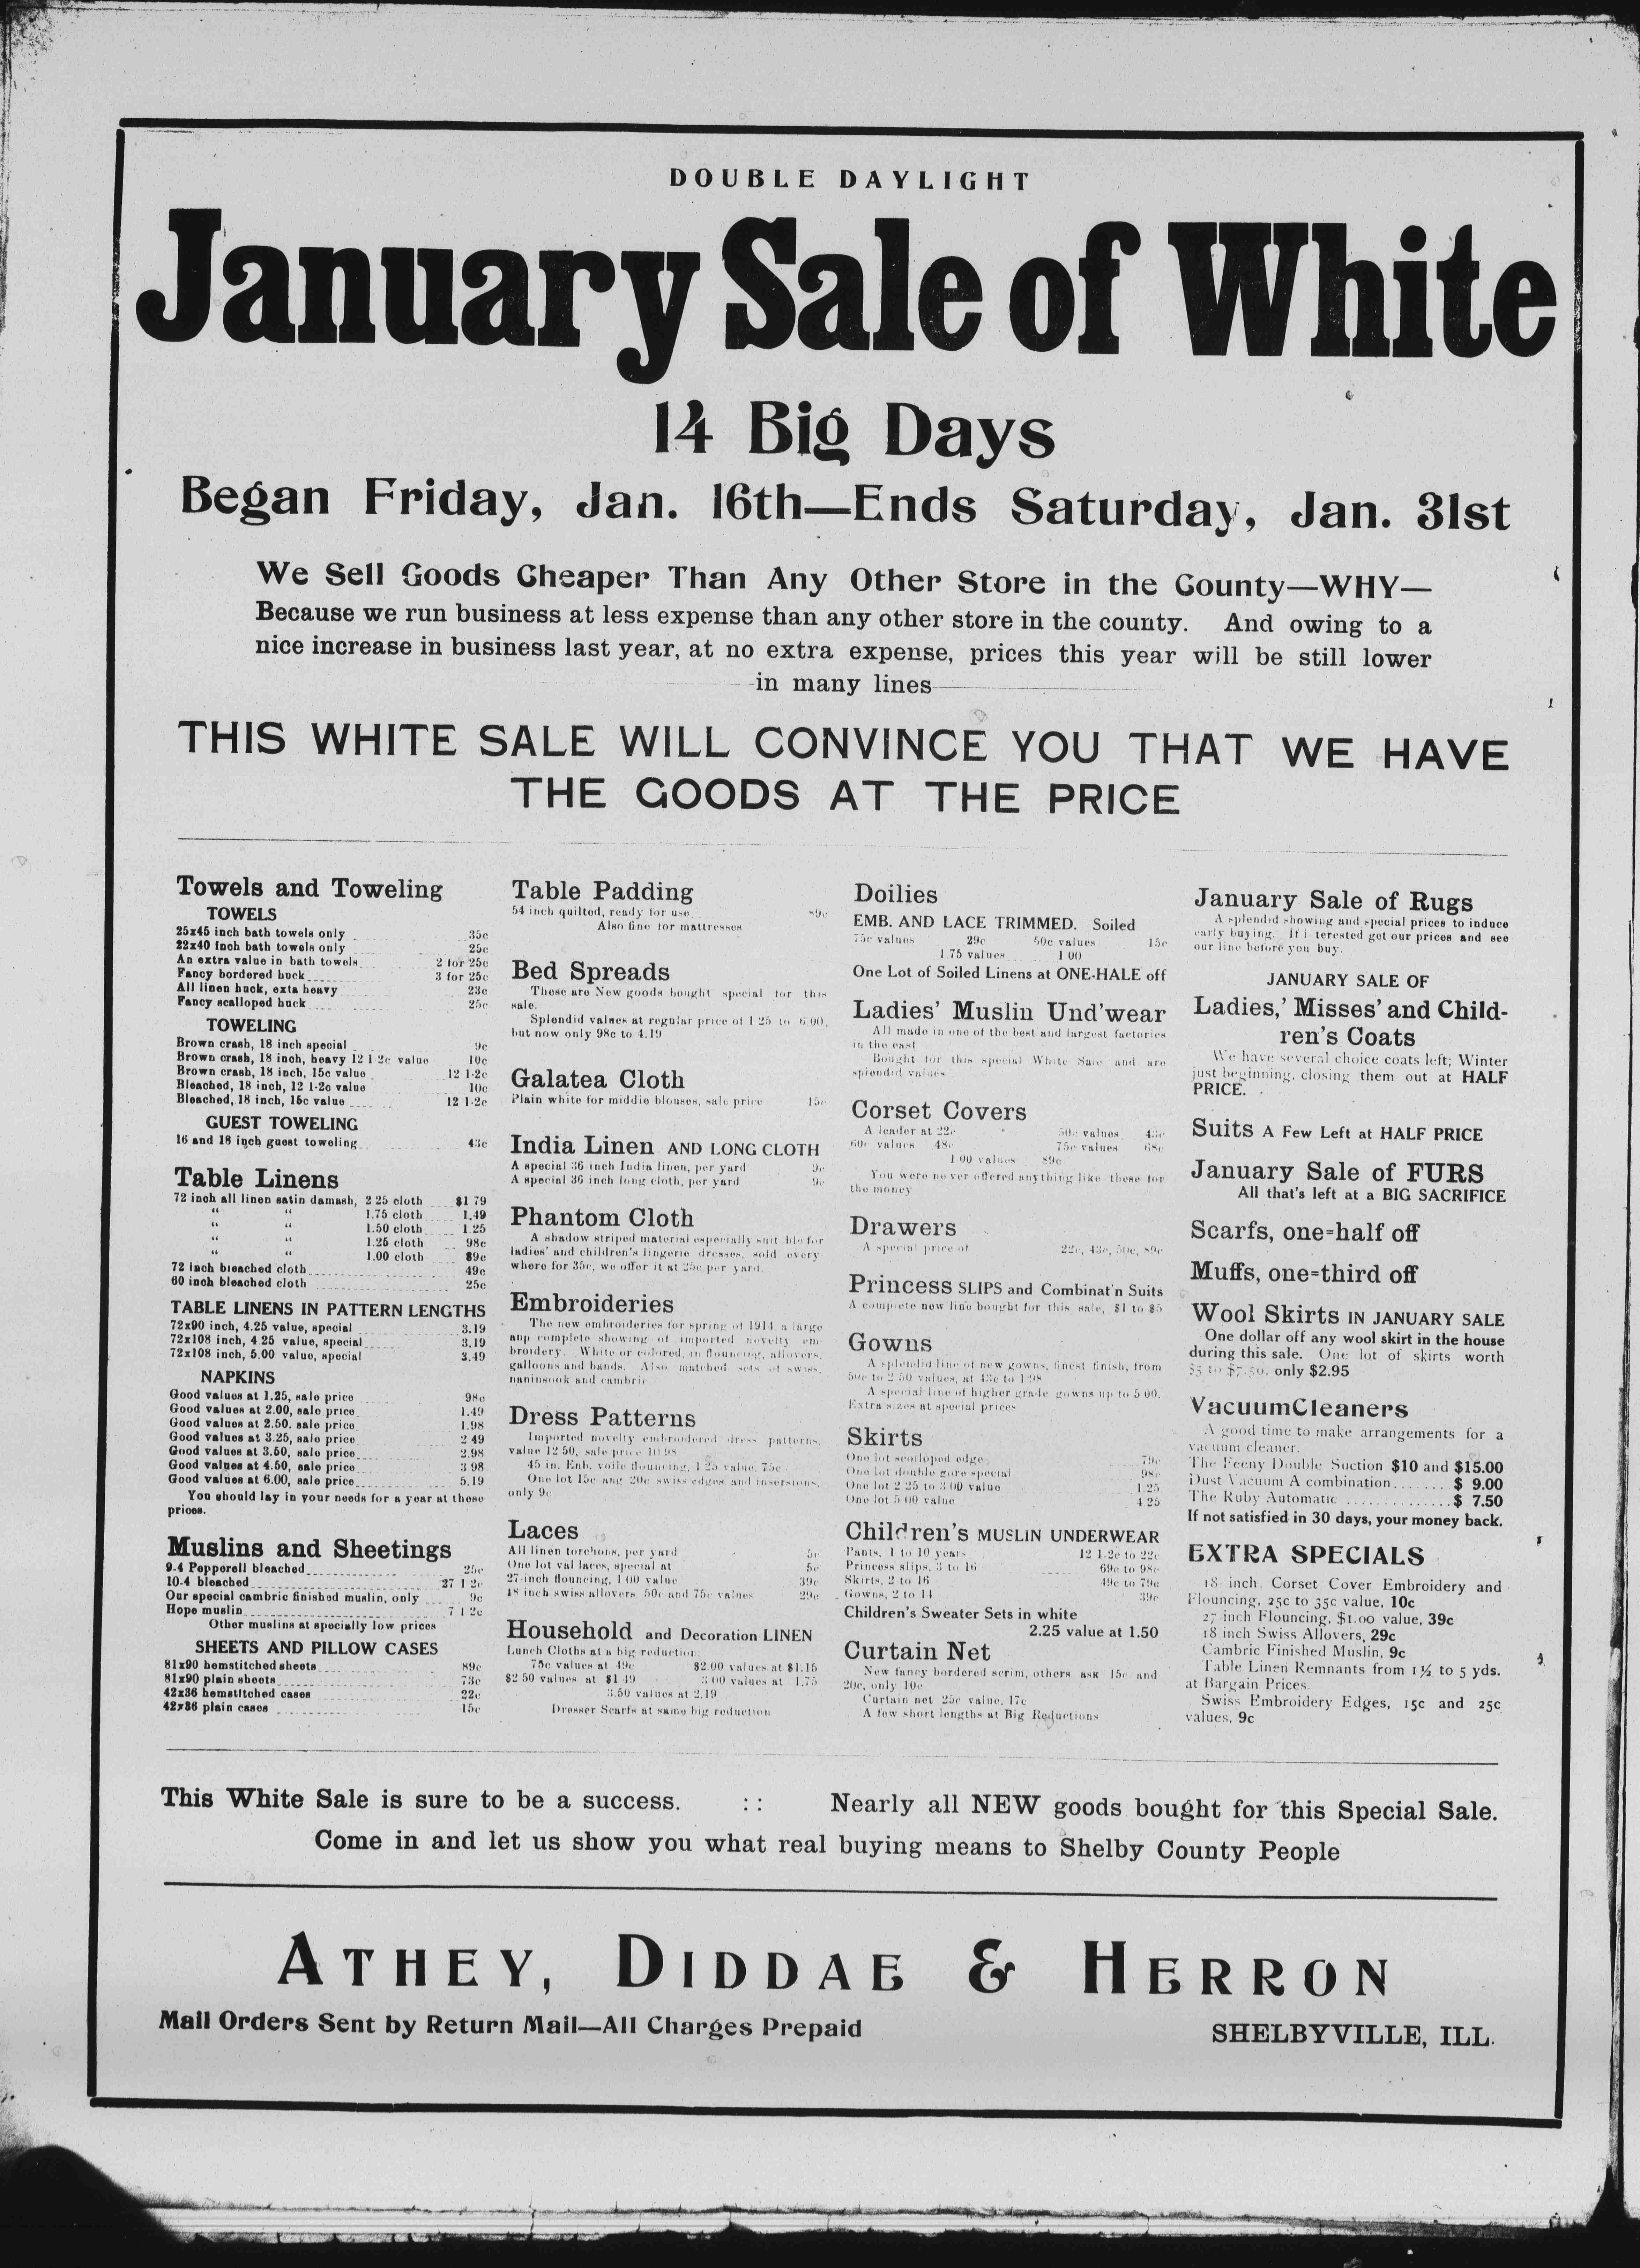 DOUBLE DAYLIGHT
January Sale of White
14 Big Days
Began Friday, Jan. 16th—Ends Saturday, Jan. 31st
We Sell Goods Cheaper Than Any Other Store in the County—WHY—
Because we run business at less expense than any other store in the county. And owing to a
nice increase in business last year, at no extra expense, prices this year will be still lower
in many lines
THIS WHITE SALE WILL CONVINCE YOU THAT WE HAVE
THE GOODS AT THE PRICE
Towels and Toweling
TOWELS
25x45 inch bath towels only 35c
22x40 inch bath towels only 25c
An extra value in bath towels 2 for 25c
Fancy bordered huck 3 for 25c
All linen huck, exta heavy 23c
Fancy scalloped huck 25c
TOWELING
Brown crash, 18 inch special 9c
Brown crash, 18 inch, heavy 12 1-2c value 10c
Brown crash, 18 inch, 15c value 12 1-2c
Bleached, 18 inch, 12 1-2c value 10c
Bleached, 18 inch, 15c value 12 1-2c
GUEST TOWELING
16 and 18 inch guest toweling 43c
Table Linens
72 inch all linen satin damash, 2 25 cloth $1 79
“ “ 1.75 cloth 1.49
“ “ 1.50 cloth 1 25
“ “ 1.25 cloth 98c
“ “ 1.00 cloth 89c
72 inch bleached cloth 49c
60 inch bleached cloth 25c
TABLE LINENS IN PATTERN LENGTHS
72x90 inch, 4.25 value, special 3.19
72x108 inch, 4 25 value, special 3.19
72x108 inch, 5.00 value, special 3.49
NAPKINS
Good values at 1.25, sale price 98c
Good values at 2.00, sale price 1.49
Good values at 2.50. sale price 1.98
Good values at 3.25, sale price 2 49
Good values at 3.50, sale price 2.98
Good values at 4.50, sale price 3 98
Good values at 6.00, sale price 5.19
You should lay in your needs for a year at these
prices.
Muslins and Sheetings
9-4 Pepperell bleached 25c
10-4 bleached 27 1 2c
Our special cambric finished muslin, only 9c
Hope muslin 7 1 2c
Other muslins at specially low prices
SHEETS AND PILLOW CASES
81x90 hemstitched sheets 89c
81x90 plain sheets 73c
42x36 hemstitched cases 22c
42x36 plain cases 15c
Table Padding
54 inch quilted, ready for use 89c
Also fine for mattresses
Bed Spreads
These are New goods bought special for this
sale.
Splendid values at regular price of 1 25 to 6 00,
but now only 98c to 4.19
Galatea Cloth
Plain white for middie blouses, sale price 15c
India Linen AND LONG CLOTH
A special 36 inch India linen, per yard 9c
A special 36 inch long cloth, per yard 9c
Phantom Cloth
A shadow striped material especially suit ble for
ladies' and children's lingerie dresses, sold every
where for 35c, we offer it at 25c per yard.
Embroideries
The new embroideries for spring of 1914 a large
anp complete showing of imported novelty em-
broidery. White or colored, in flouncing, allovers,
galloons and bands. Also matched sets of swiss,
naninsook and cambric
Dress Patterns
Imported novelty embroidered dress patterns,
value 12 50, sale price 10 98
45 in. Enb. voile flouncing, 1 25 value, 75c
One lot 15c ang 20c swiss edges and insersions,
only 9c
Laces
All linen torchons, per yard 5c
One lot val laces, special at 5c
27 inch flouncing, 1 00 value 39c
18 inch swiss allovers, 50c and 75c values 29c
Household and Decoration LINEN
Lunch Cloths at a big reduction.
75c values at 49c $2.00 values at $1.15
$2 50 values at $1 49 3 00 values at 1.75
3.50 values at 2.19
Dresser Scarfs at same big reduction
Doilies
EMB. AND LACE TRIMMED. Soiled
75c values 29c 50c values 15c
1.75 values 1 00
One Lot of Soiled Linens at ONE-HALE off
Ladies' Muslin Und'wear
All made in one of the best and largest factories
in the east
Bought for this special White Sale and are
splendid values
Corset Covers
A leader at 22c 50c values 43c
60c values 48c 75c values 68c
1 00 values 89c
You were never offered anything like these for
the money
Drawers
A special price of 22c, 43c, 50c, 89c
Princess SLIPS and Combinat'n Suits
A complete new line bought for this sale, $1 to $5
Gowns
A splendid line of new gowns, finest finish, from
50c to 2 50 values, at 43c to 1 98
A special line of higher grade gowns up to 5 00.
Extra sizes at special prices
Skirts
One lot scolloped edge 79c
One lot double gore special 98c
One lot 2 25 to 3 00 value 1.25
One lot 5 00 value 4 25
Children's MUSLIN UNDERWEAR
Pants, 1 to 10 years 12 1-2c to 22c
Princess slips, 3 to 16 69c to 98c
Skirts, 2 to 16 49c to 79c
Gowns, 2 to 14 39c
Children's Sweater Sets in white
2.25 value at 1.50
Curtain Net
New fancy bordered scrim, others ask 15c and
20c, only 10c
Curtain net 25c value, 17c
A few short lengths at Big Reductions
January Sale of Rugs
A splendid showing and special prices to induce
early buying. If i terested get our prices and see
our line before you buy.
JANUARY SALE OF
Ladies,' Misses' and Child-
ren's Coats
We have several choice coats left; Winter
just beginning, closing them out at HALF
PRICE.
Suits A Few Left at HALF PRICE
January Sale of FURS
All that's left at a BIG SACRIFICE
Scarfs, one=half off
Muffs, one=third off
Wool Skirts IN JANUARY SALE
One dollar off any wool skirt in the house
during this sale. One lot of skirts worth
$5 to $7.50, only $2.95
VacuumCleaners
A good time to make arrangements for a
vacuum cleaner.
The Feeny Double Suction $10 and $15.00
Dust Vacuum A combination....... $ 9.00
The Ruby Automatic ..............$ 7.50
If not satisfied in 30 days, your money back.
EXTRA SPECIALS
18 inch Corset Cover Embroidery and
Flouncing, 25c to 35c value, 10c
27 inch Flouncing, $1.00 value, 39c
18 inch Swiss Allovers, 29c
Cambric Finished Muslin, 9c
Table Linen Remnants from 1½ to 5 yds.
at Bargain Prices.
Swiss Embroidery Edges, 15c and 25c
values, 9c
This White Sale is sure to be a success. :: Nearly all NEW goods bought for this Special Sale.
Come in and let us show you what real buying means to Shelby County People
ATHEY, DIDDAE & HERRON
Mail Orders Sent by Return Mail—All Charges Prepaid
SHELBYVILLE, ILL.